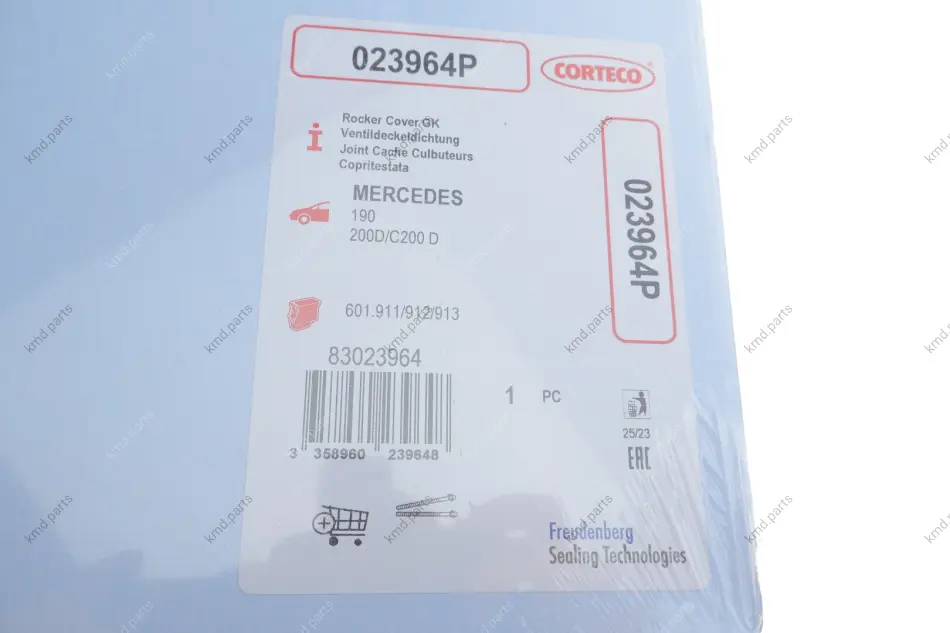 023964P
CORTECO
Rocker Cover.GK
Ventildeckeldichtung
Joint Cache Culbuteurs
Copritestata
MERCEDES
190
200D/C200 D
023964P
601.911/912/913
83023964
1 PC
3 358960 239648
25/23
EAC
Freudenberg
Sealing Technologies
kmd.parts